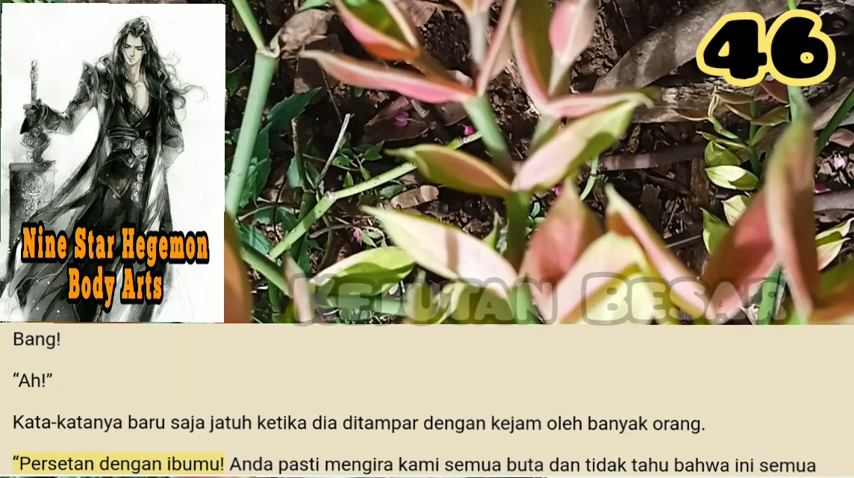 46
Nine Star Hegemon
Body Arts
KEPUTAN BESAR
Bang!
“Ah!”
Kata-katanya baru saja jatuh ketika dia ditampar dengan kejam oleh banyak orang.
“Persetan dengan ibumu! Anda pasti mengira kami semua buta dan tidak tahu bahwa ini semua